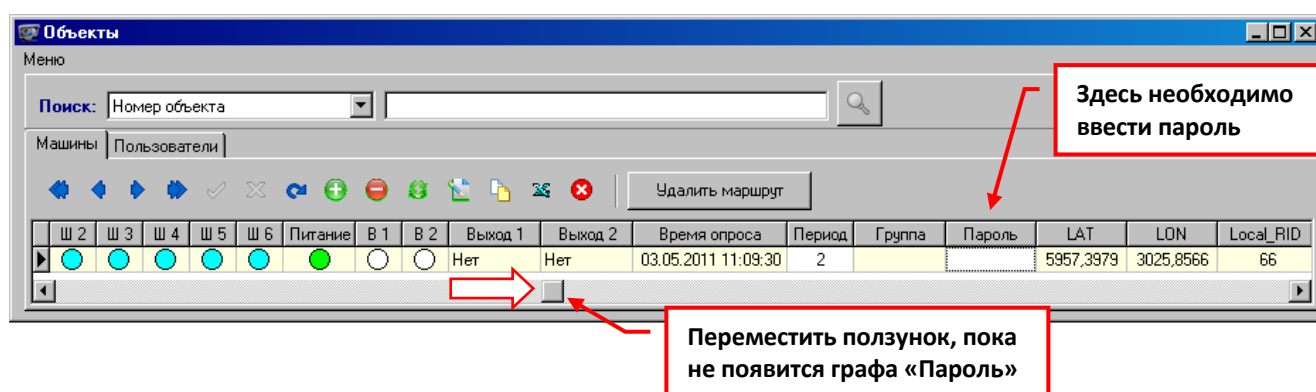 Объекты
Меню
Поиск: Номер объекта
Здесь необходимо
ввести пароль
Машины Пользователи
Удалить маршрут
Ш 2 Ш 3 Ш 4 Ш 5 Ш 6 Питание В 1 В 2 Выход 1 Выход 2 Время опроса Период Группа Пароль LAT LON Local_RID
Нет Нет 03.05.2011 11:09:30 2 5957,3979 3025,8566 66
Переместить ползунок, пока
не появится графа «Пароль»